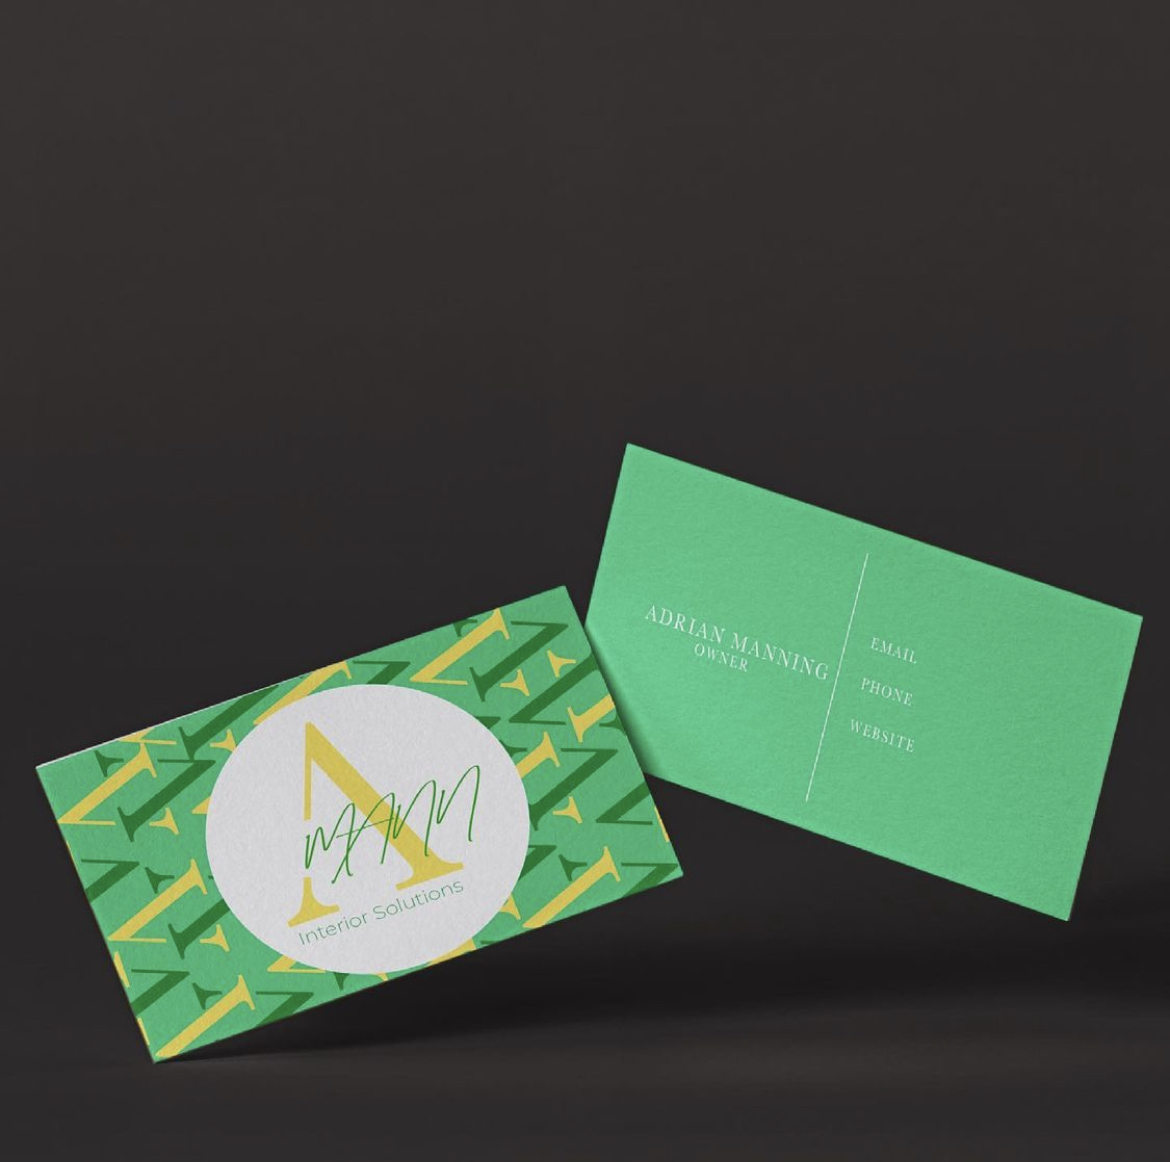 A
mANN
Interior Solutions
ADRIAN MANNING
OWNER
EMAIL
PHONE
WEBSITE